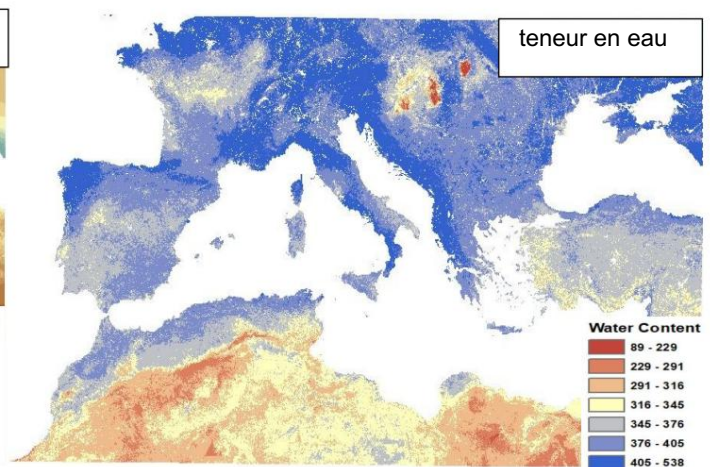 teneur en eau
Water Content
89 - 229
229 - 291
291 - 316
316 - 345
345 - 376
376 - 405
405 - 538